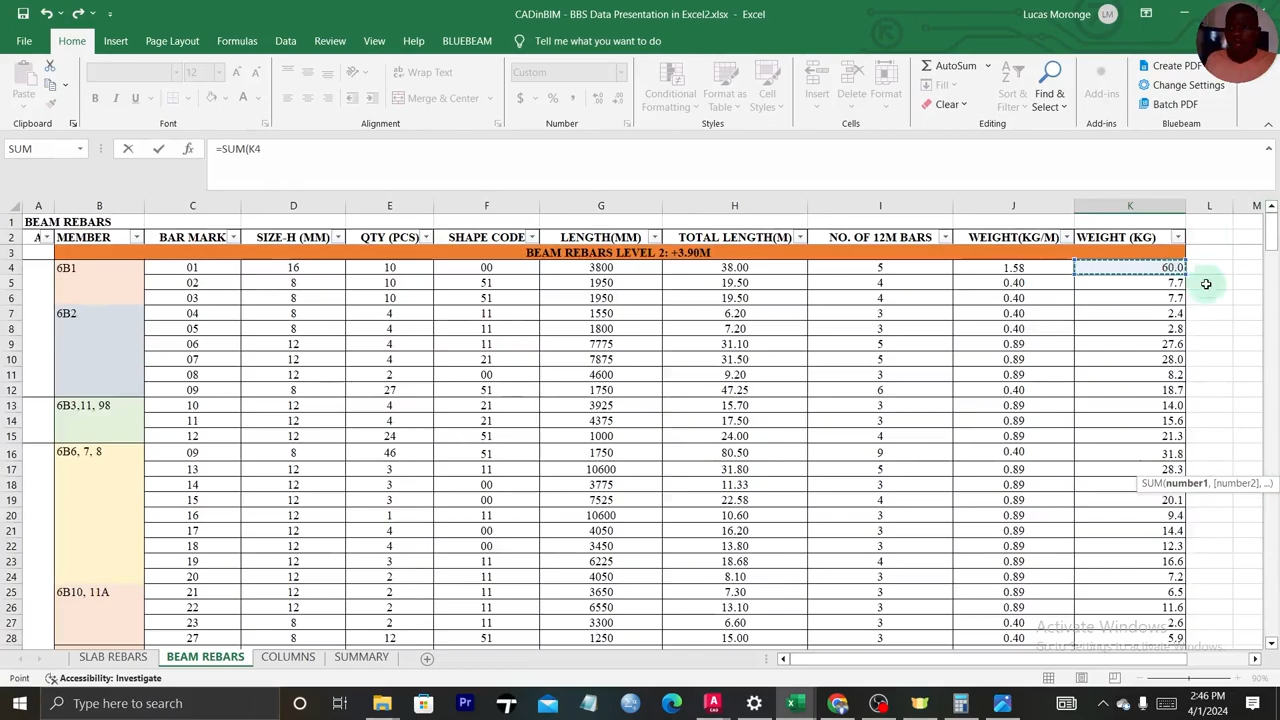 CADinBIM - BBS Data Presentation in Excel2.xlsx - Excel
Lucas Moronge LM
File Home Insert Page Layout Formulas Data Review View Help BLUEBEAM Tell me what you want to do
Paste
Clipboard
12
B I U
Font
Wrap Text
Merge & Center
Alignment
Custom
$ % ,
Number
Conditional Formatting
Format as Table
Cell Styles
Styles
Insert Delete Format
Cells
AutoSum
Fill
Clear
Sort & Filter
Find & Select
Editing
Add-ins
Add-ins
Create PDF
Change Settings
Batch PDF
Bluebeam
SUM fx =SUM(K4
A B C D E F G H I J K L M
1 BEAM REBARS
2 A MEMBER BAR MARK SIZE-H (MM) QTY (PCS) SHAPE CODE LENGTH(MM) TOTAL LENGTH(M) NO. OF 12M BARS WEIGHT(KG/M) WEIGHT (KG)
3 BEAM REBARS LEVEL 2: +3.90M
4 6B1 01 16 10 00 3800 38.00 5 1.58 60.0
5 02 8 10 51 1950 19.50 4 0.40 7.7
6 03 8 10 51 1950 19.50 4 0.40 7.7
7 6B2 04 8 4 11 1550 6.20 3 0.40 2.4
8 05 8 4 11 1800 7.20 3 0.40 2.8
9 06 12 4 11 7775 31.10 5 0.89 27.6
10 07 12 4 21 7875 31.50 5 0.89 28.0
11 08 12 2 00 4600 9.20 3 0.89 8.2
12 09 8 27 51 1750 47.25 6 0.40 18.7
13 6B3,11, 98 10 12 4 21 3925 15.70 3 0.89 14.0
14 11 12 4 21 4375 17.50 3 0.89 15.6
15 12 12 24 51 1000 24.00 4 0.89 21.3
16 6B6, 7, 8 09 8 46 51 1750 80.50 9 0.40 31.8
17 13 12 3 11 10600 31.80 5 0.89 28.3
18 14 12 3 11 3775 11.33 3 0.89
SUM(number1, [number2], ...)
19 15 12 3 00 7525 22.58 4 0.89 20.1
20 16 12 1 11 10600 10.60 3 0.89 9.4
21 17 12 4 00 4050 16.20 3 0.89 14.4
22 18 12 4 00 3450 13.80 3 0.89 12.3
23 19 12 3 11 6225 18.68 4 0.89 16.6
24 20 12 2 11 4050 8.10 3 0.89 7.2
25 6B10, 11A 21 12 2 11 3650 7.30 3 0.89 6.5
26 22 12 2 11 6550 13.10 3 0.89 11.6
27 23 8 2 11 3300 6.60 3 0.40 2.6
28 27 8 12 51 1250 15.00 3 0.40 5.9
Activate Windows
Go to Settings to activate Windows.
SLAB REBARS BEAM REBARS COLUMNS SUMMARY
Point Accessibility: Investigate 90%
Type here to search
2:46 PM
4/1/2024